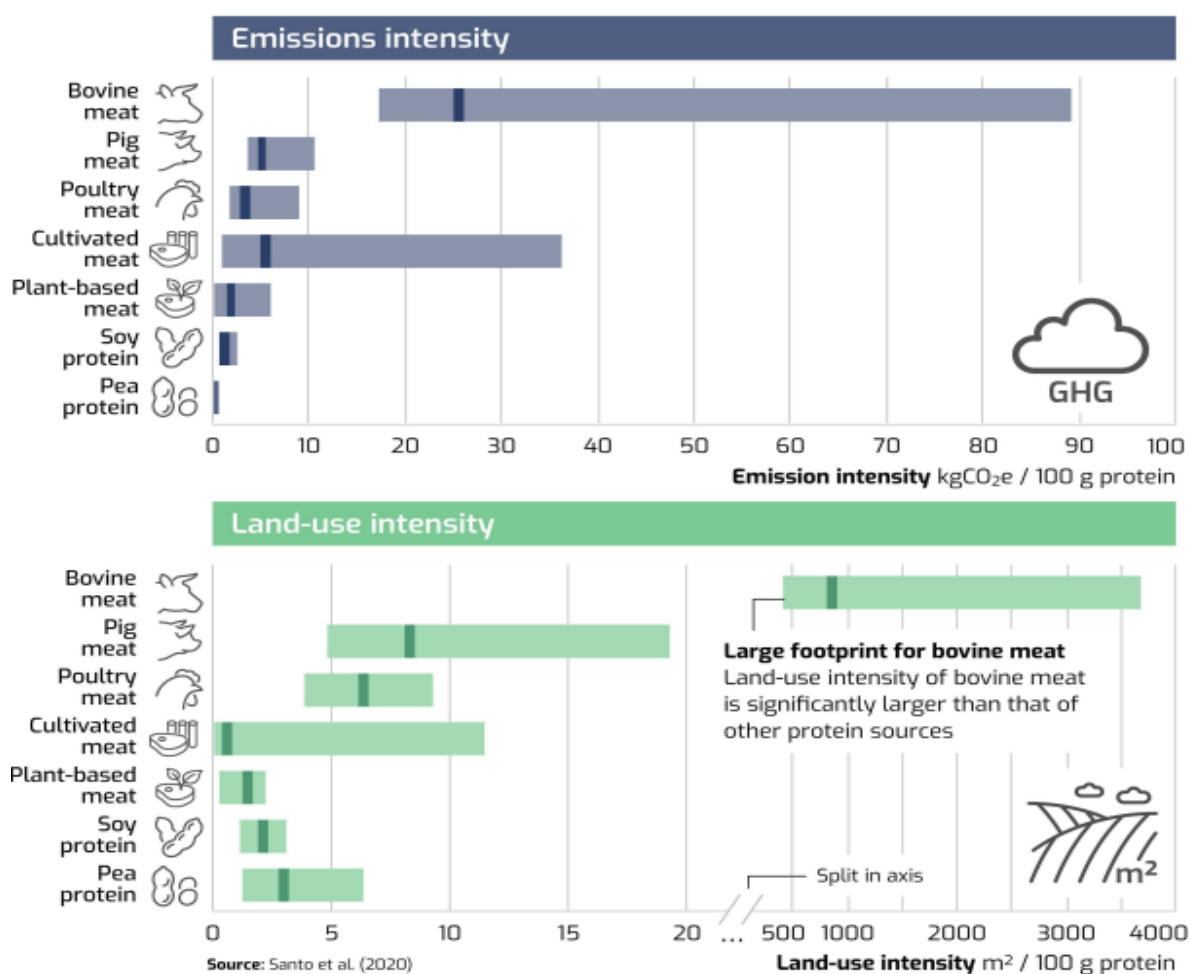 Emissions intensity
Bovine
meat
Pig
meat
Poultry
meat
Cultivated
meat
Plant-based
meat
Soy
protein
Pea
protein
GHG
0 10 20 30 40 50 60 70 80 90 100
Emission intensity kgCO₂e / 100 g protein
Land-use intensity
Bovine
meat
Pig
meat
Poultry
meat
Cultivated
meat
Plant-based
meat
Soy
protein
Pea
protein
Large footprint for bovine meat
Land-use intensity of bovine meat
is significantly larger than that of
other protein sources
m²
Split in axis
0 5 10 15 20 ... 500 1000 2000 3000 4000
Source: Santo et al. (2020)
Land-use intensity m² / 100 g protein